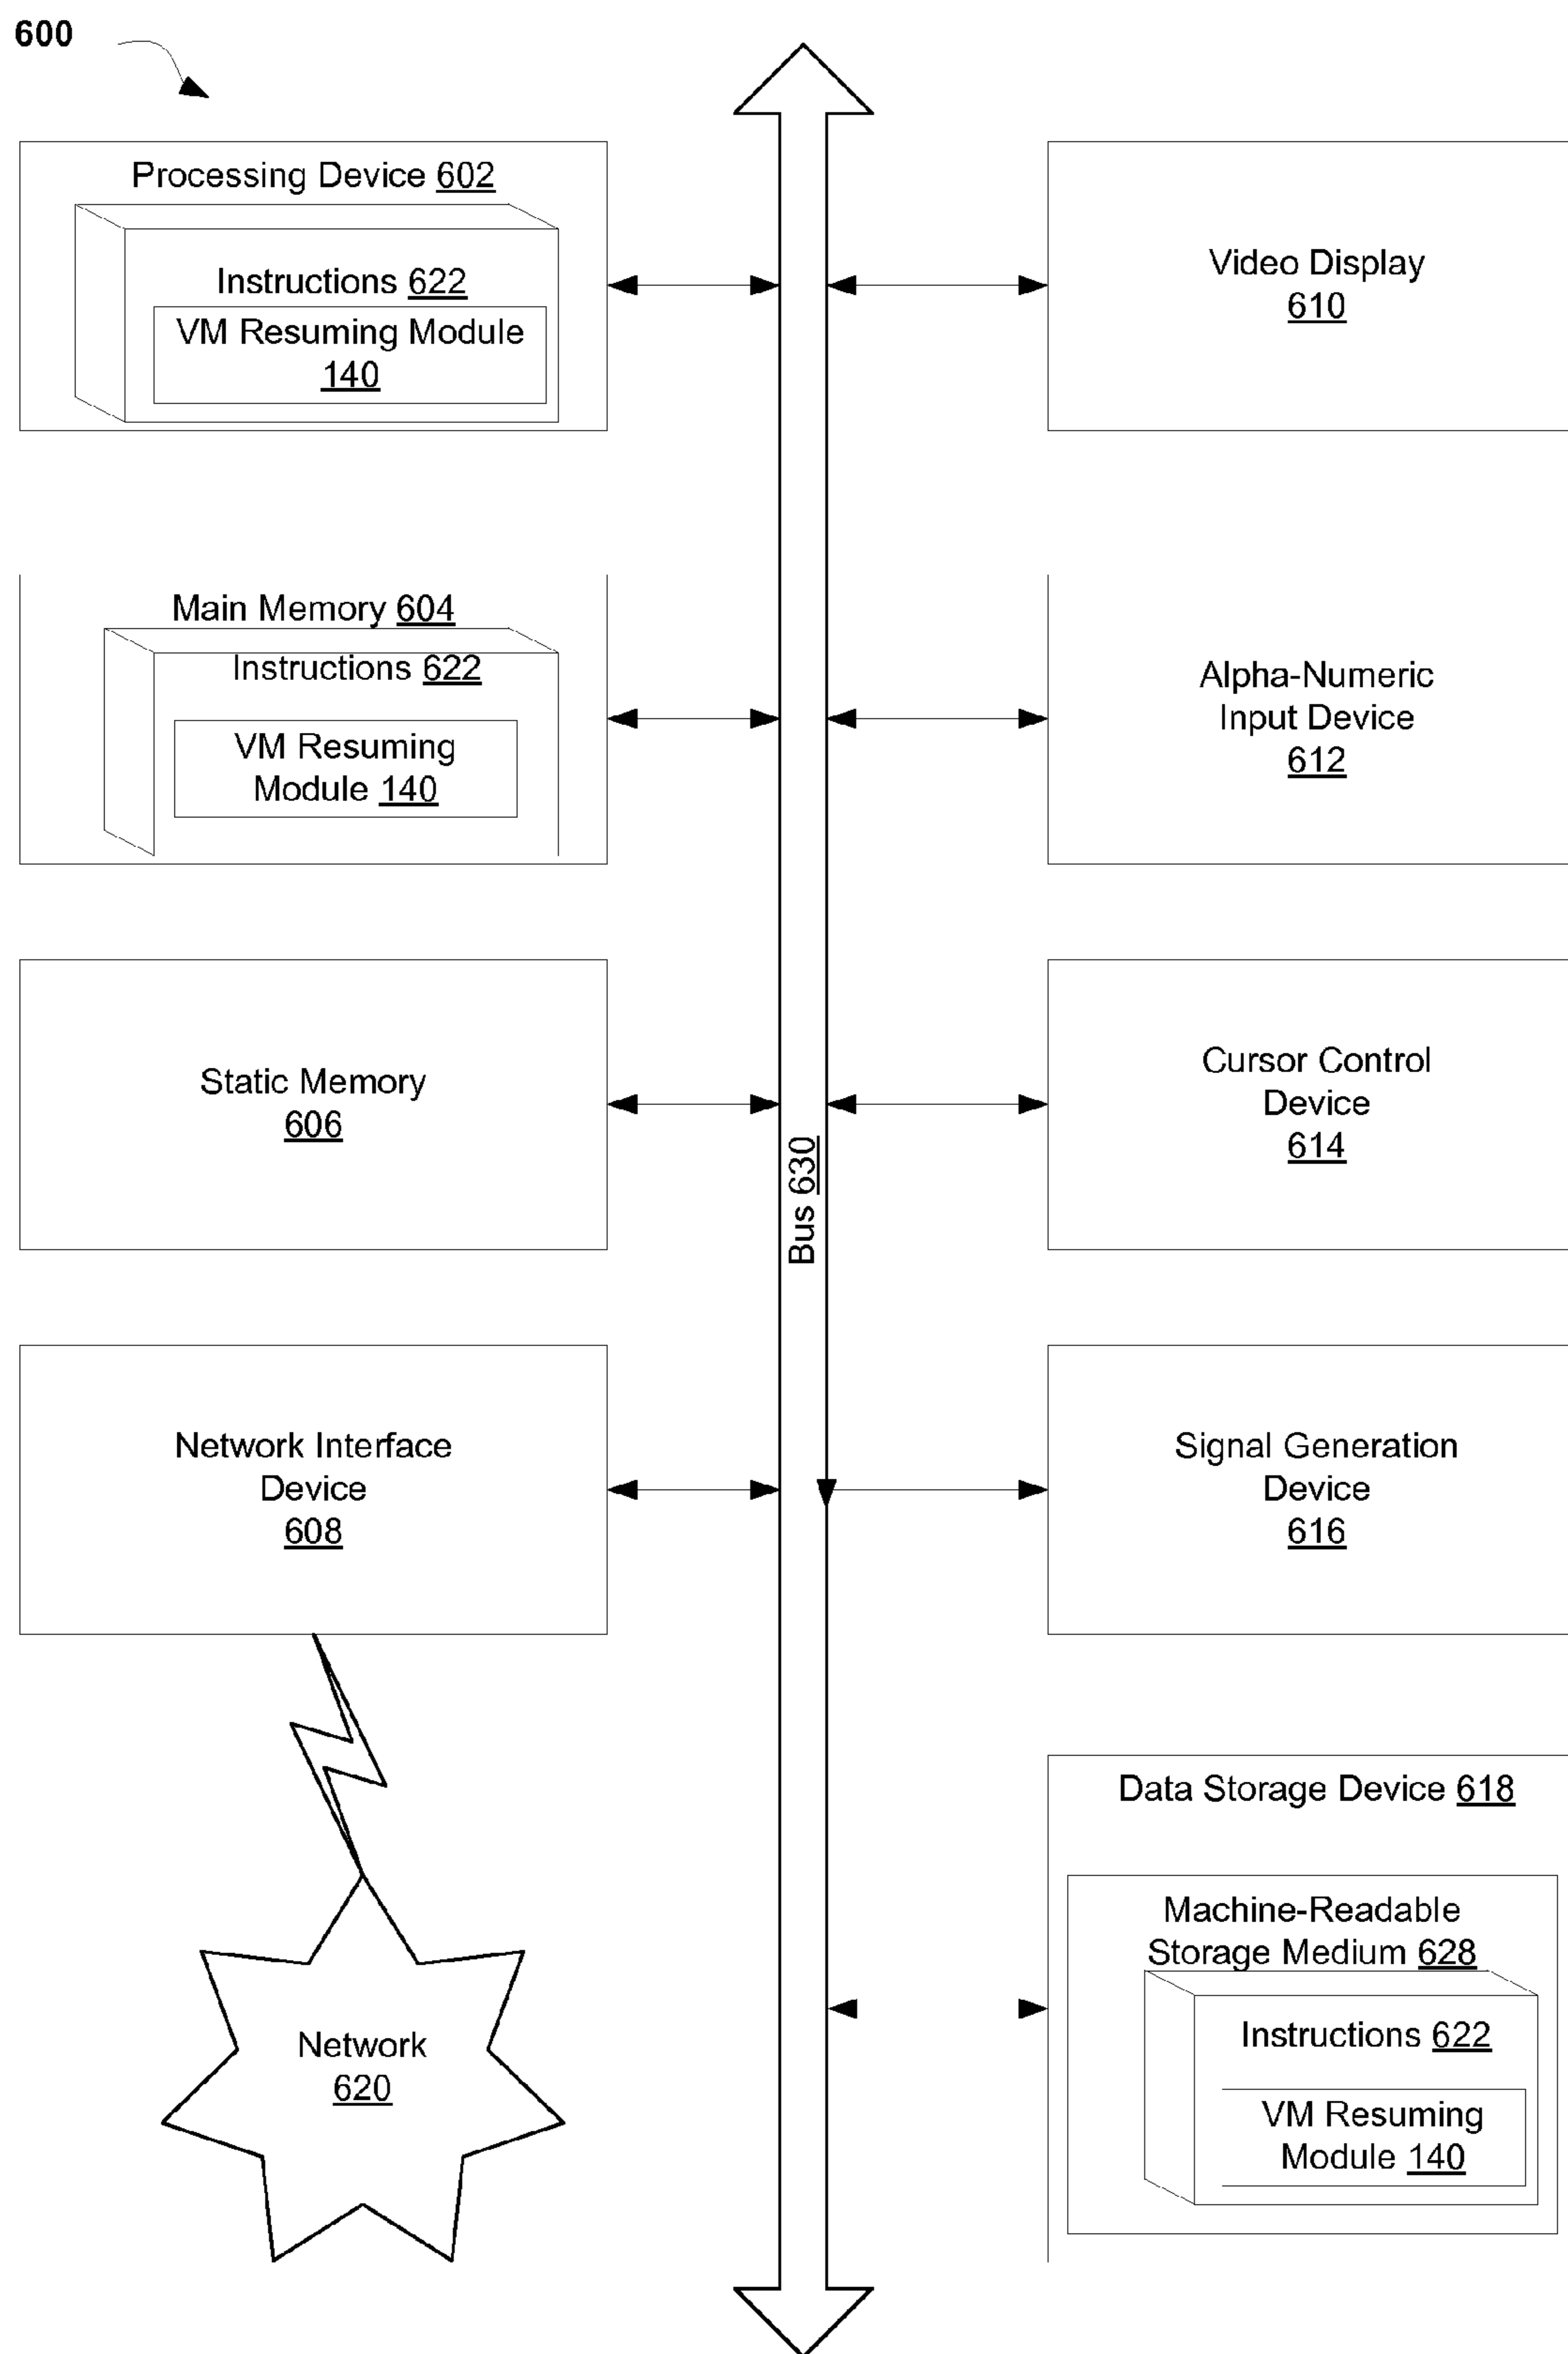 600
Processing Device 602
Instructions 622
VM Resuming Module
140
Video Display
610
Main Memory 604
Instructions 622
VM Resuming
Module 140
Alpha-Numeric
Input Device
612
Static Memory
606
Cursor Control
Device
614
Bus 630
Network Interface
Device
608
Signal Generation
Device
616
Data Storage Device 618
Machine-Readable
Storage Medium 628
Instructions 622
VM Resuming
Module 140
Network
620